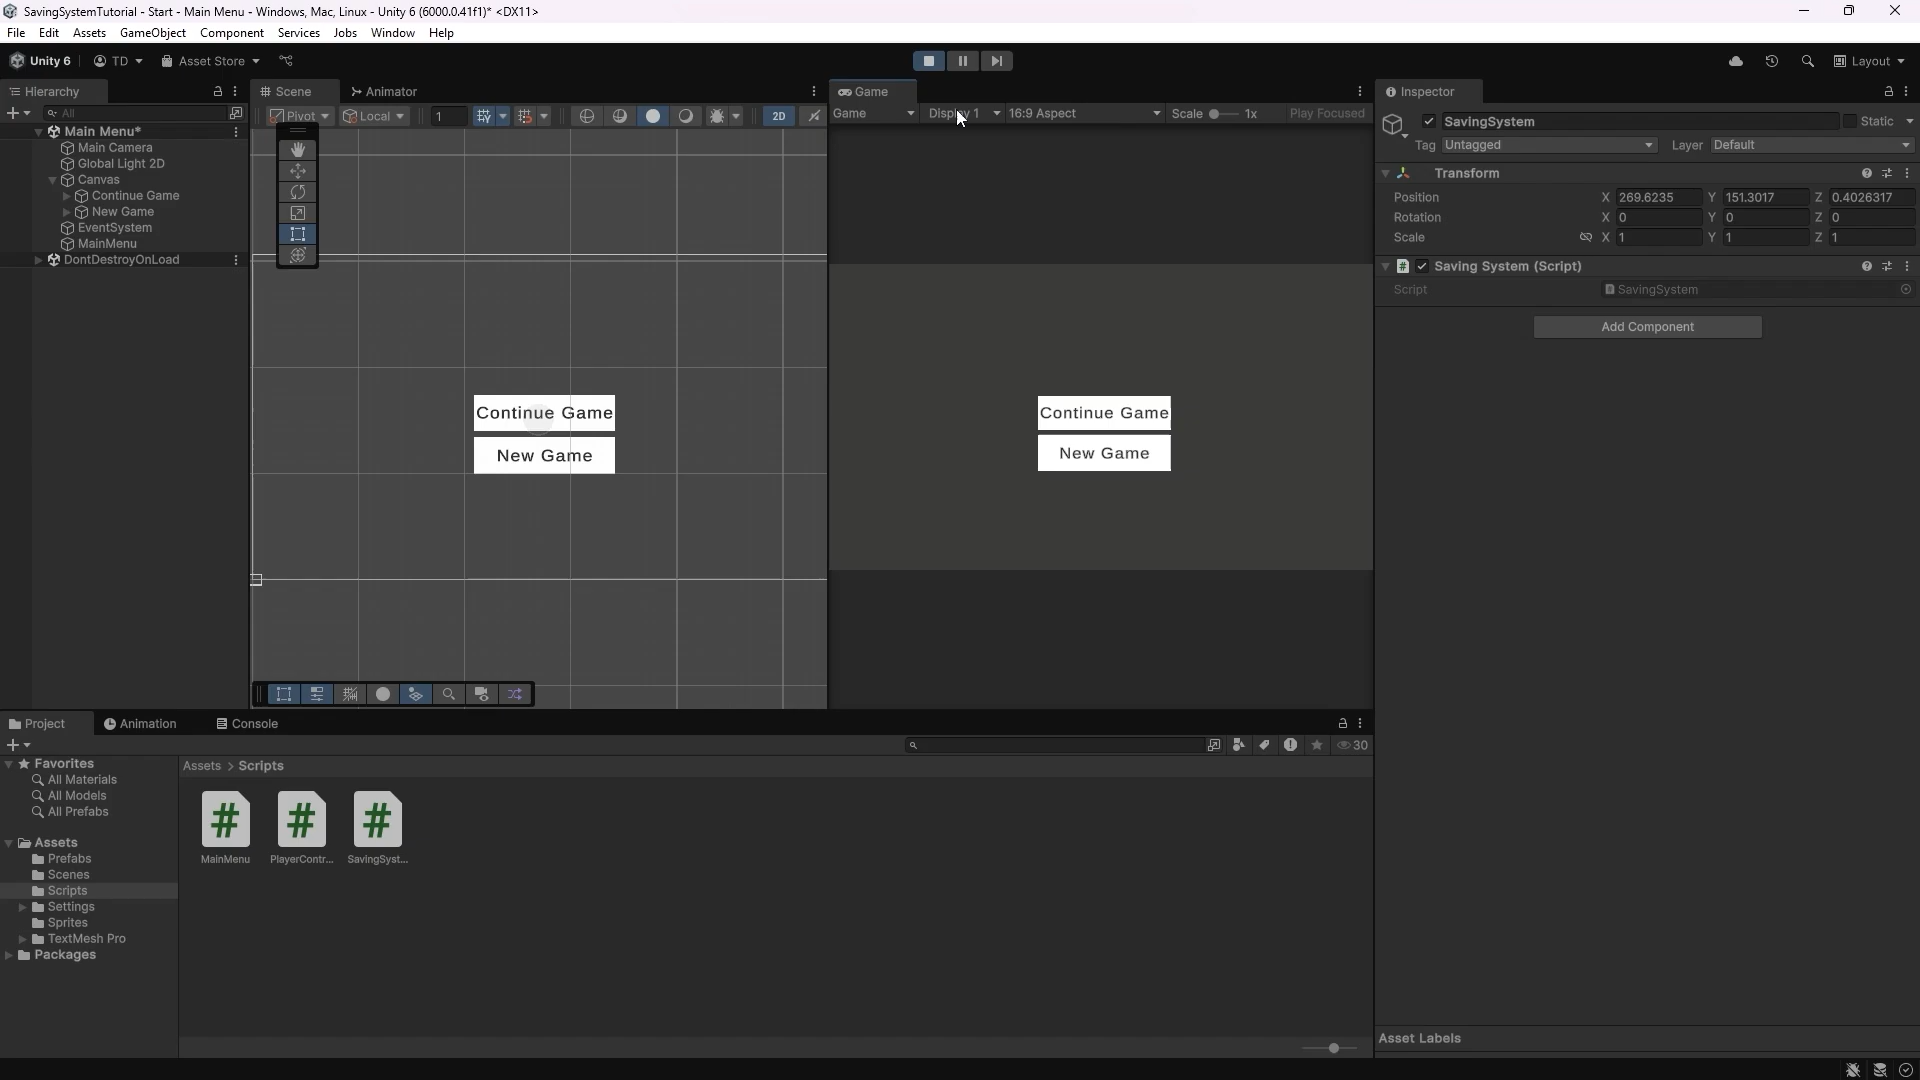 SavingSystemTutorial - Start - Main Menu - Windows, Mac, Linux - Unity 6 (6000.0.41f1)* <DX11>
File Edit Assets GameObject Component Services Jobs Window Help
Unity 6 TD Asset Store Layout
Hierarchy
All
Main Menu*
Main Camera
Global Light 2D
Canvas
Continue Game
New Game
EventSystem
MainMenu
DontDestroyOnLoad
Scene Animator
Pivot Local 1 2D
Continue Game
New Game
Game
Game Display 1 16:9 Aspect Scale 1x Play Focused
Continue Game
New Game
Inspector
SavingSystem Static
Tag Untagged Layer Default
Transform
Position X 269.6235 Y 151.3017 Z 0.4026317
Rotation X 0 Y 0 Z 0
Scale X 1 Y 1 Z 1
Saving System (Script)
Script SavingSystem
Add Component
Asset Labels
Project Animation Console
30
Favorites
All Materials
All Models
All Prefabs
Assets
Prefabs
Scenes
Scripts
Settings
Sprites
TextMesh Pro
Packages
Assets > Scripts
MainMenu PlayerContr... SavingSyst...